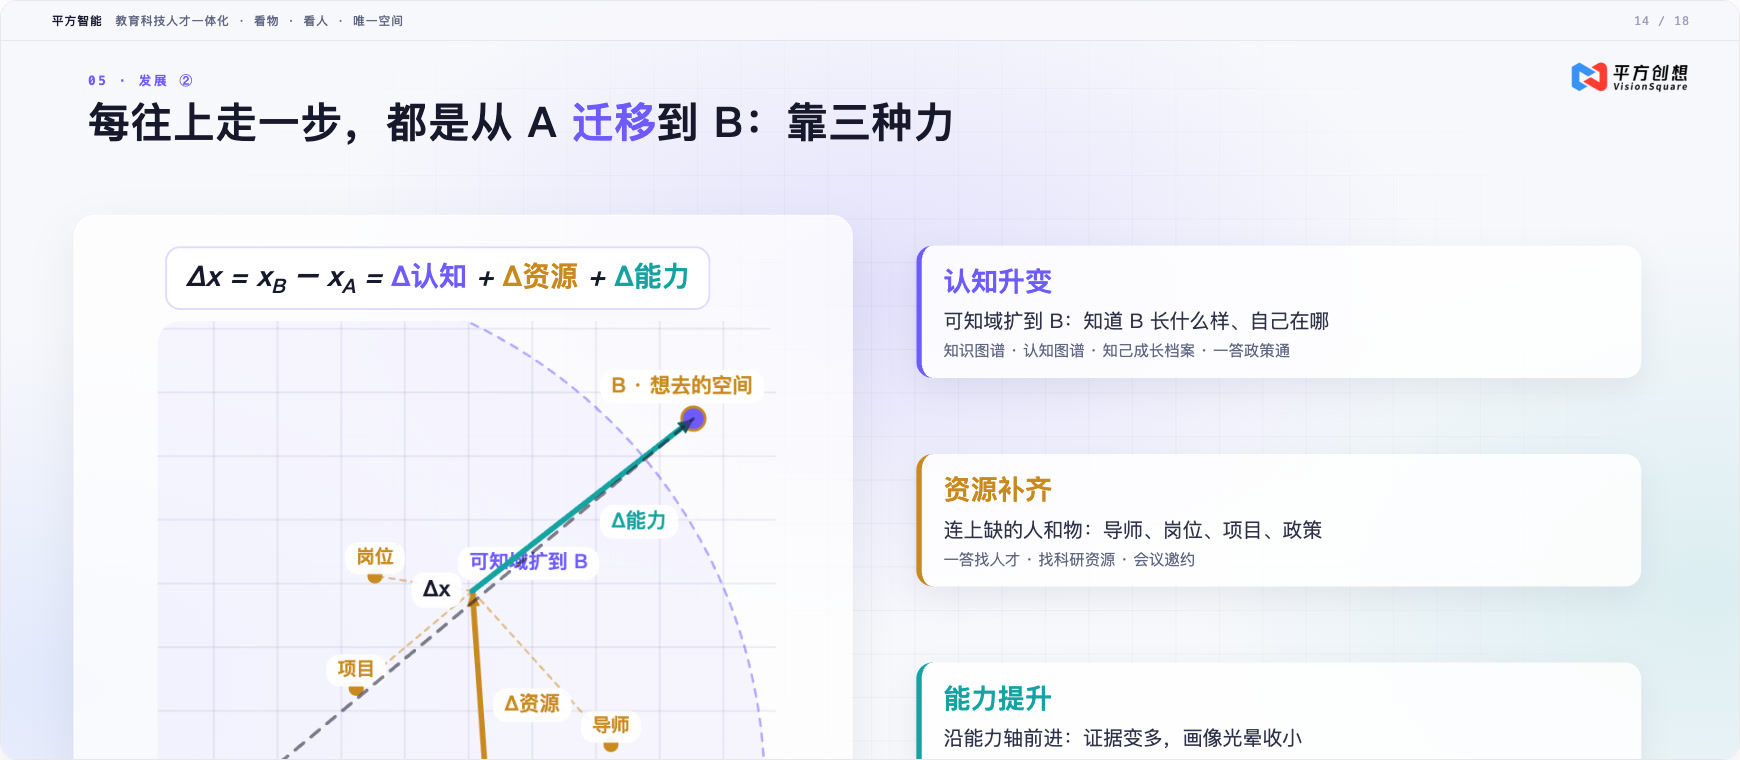 平方智能 教育科技人才一体化 · 看物 · 看人 · 唯一空间
14 / 18
05 · 发展 ②
每往上走一步，都是从 A 迁移到 B：靠三种力
平方创想
VisionSquare
Δx = x_B − x_A = Δ认知 + Δ资源 + Δ能力
B · 想去的空间
Δ能力
岗位
可知域扩到 B
Δx
项目
Δ资源
导师
认知升变
可知域扩到 B：知道 B 长什么样、自己在哪
知识图谱 · 认知图谱 · 知己成长档案 · 一答政策通
资源补齐
连上缺的人和物：导师、岗位、项目、政策
一答找人才 · 找科研资源 · 会议邀约
能力提升
沿能力轴前进：证据变多，画像光晕收小